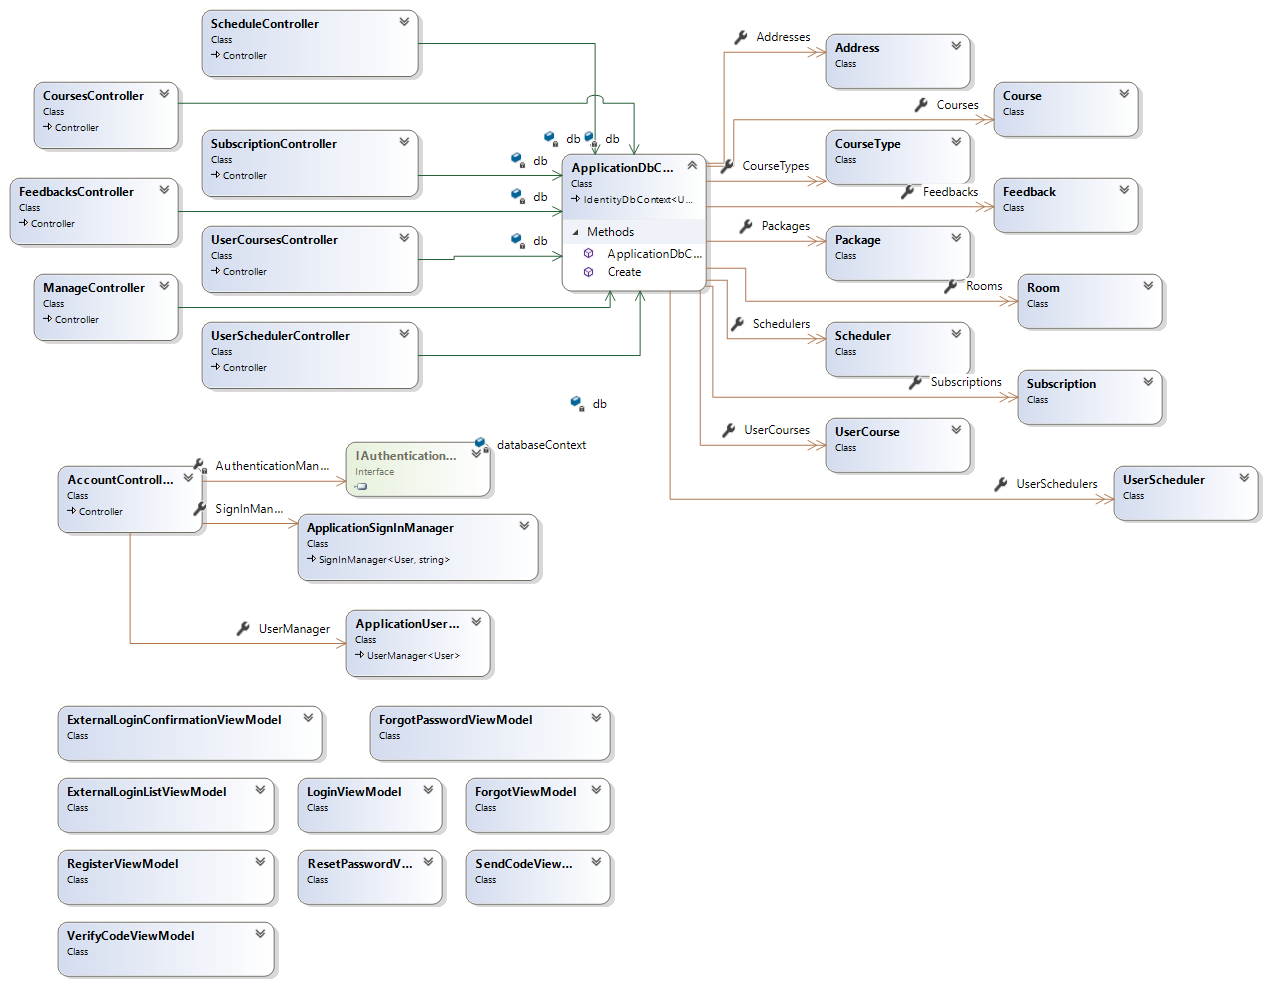 ScheduleController
Class
Controller
CoursesController
Class
Controller
SubscriptionController
Class
Controller
FeedbacksController
Class
Controller
UserCoursesController
Class
Controller
ManageController
Class
Controller
UserSchedulerController
Class
Controller
db
db
db
db
db
db
databaseContext
ApplicationDbC...
Class
IdentityDbContext<U...
Methods
ApplicationDbC...
Create
Addresses
Address
Class
Courses
Course
Class
CourseTypes
CourseType
Class
Feedbacks
Feedback
Class
Packages
Package
Class
Rooms
Room
Class
Schedulers
Scheduler
Class
Subscriptions
Subscription
Class
UserCourses
UserCourse
Class
UserSchedulers
UserScheduler
Class
AccountControll...
Class
Controller
AuthenticationMan...
IAuthentication...
Interface
SignInMan...
ApplicationSignInManager
Class
SignInManager<User, string>
UserManager
ApplicationUser...
Class
UserManager<User>
ExternalLoginConfirmationViewModel
Class
ForgotPasswordViewModel
Class
ExternalLoginListViewModel
Class
LoginViewModel
Class
ForgotViewModel
Class
RegisterViewModel
Class
ResetPasswordV...
Class
SendCodeView...
Class
VerifyCodeViewModel
Class